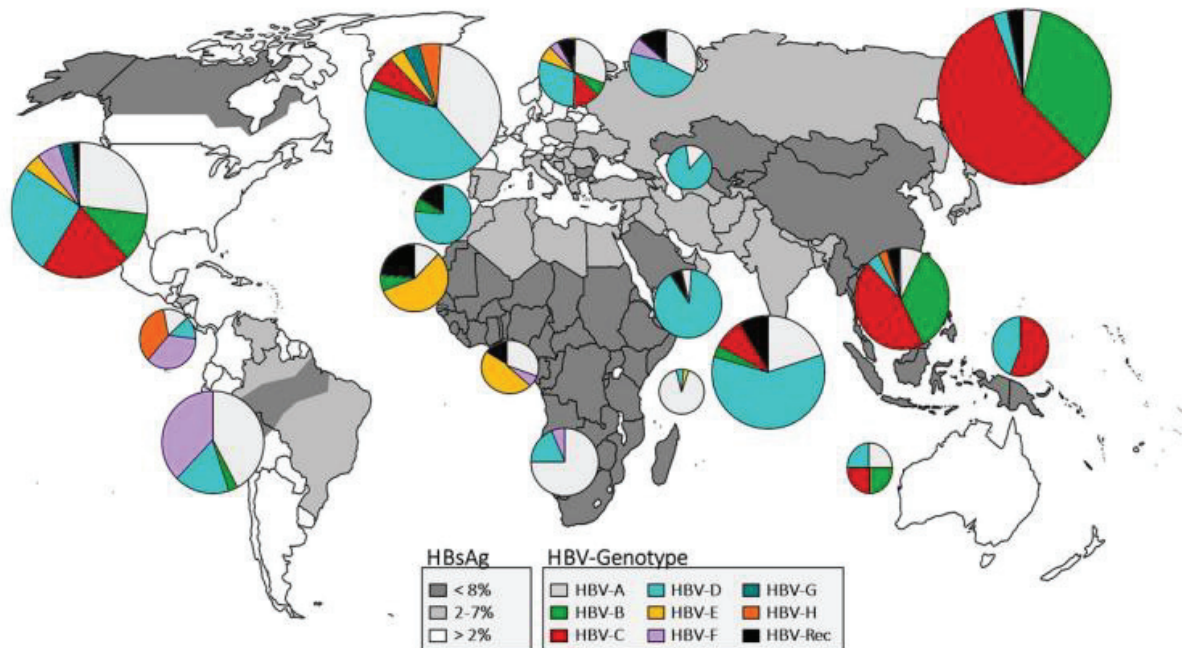 HBsAg
< 8%
2-7%
> 2%
HBV-Genotype
HBV-A HBV-D HBV-G
HBV-B HBV-E HBV-H
HBV-C HBV-F HBV-Rec